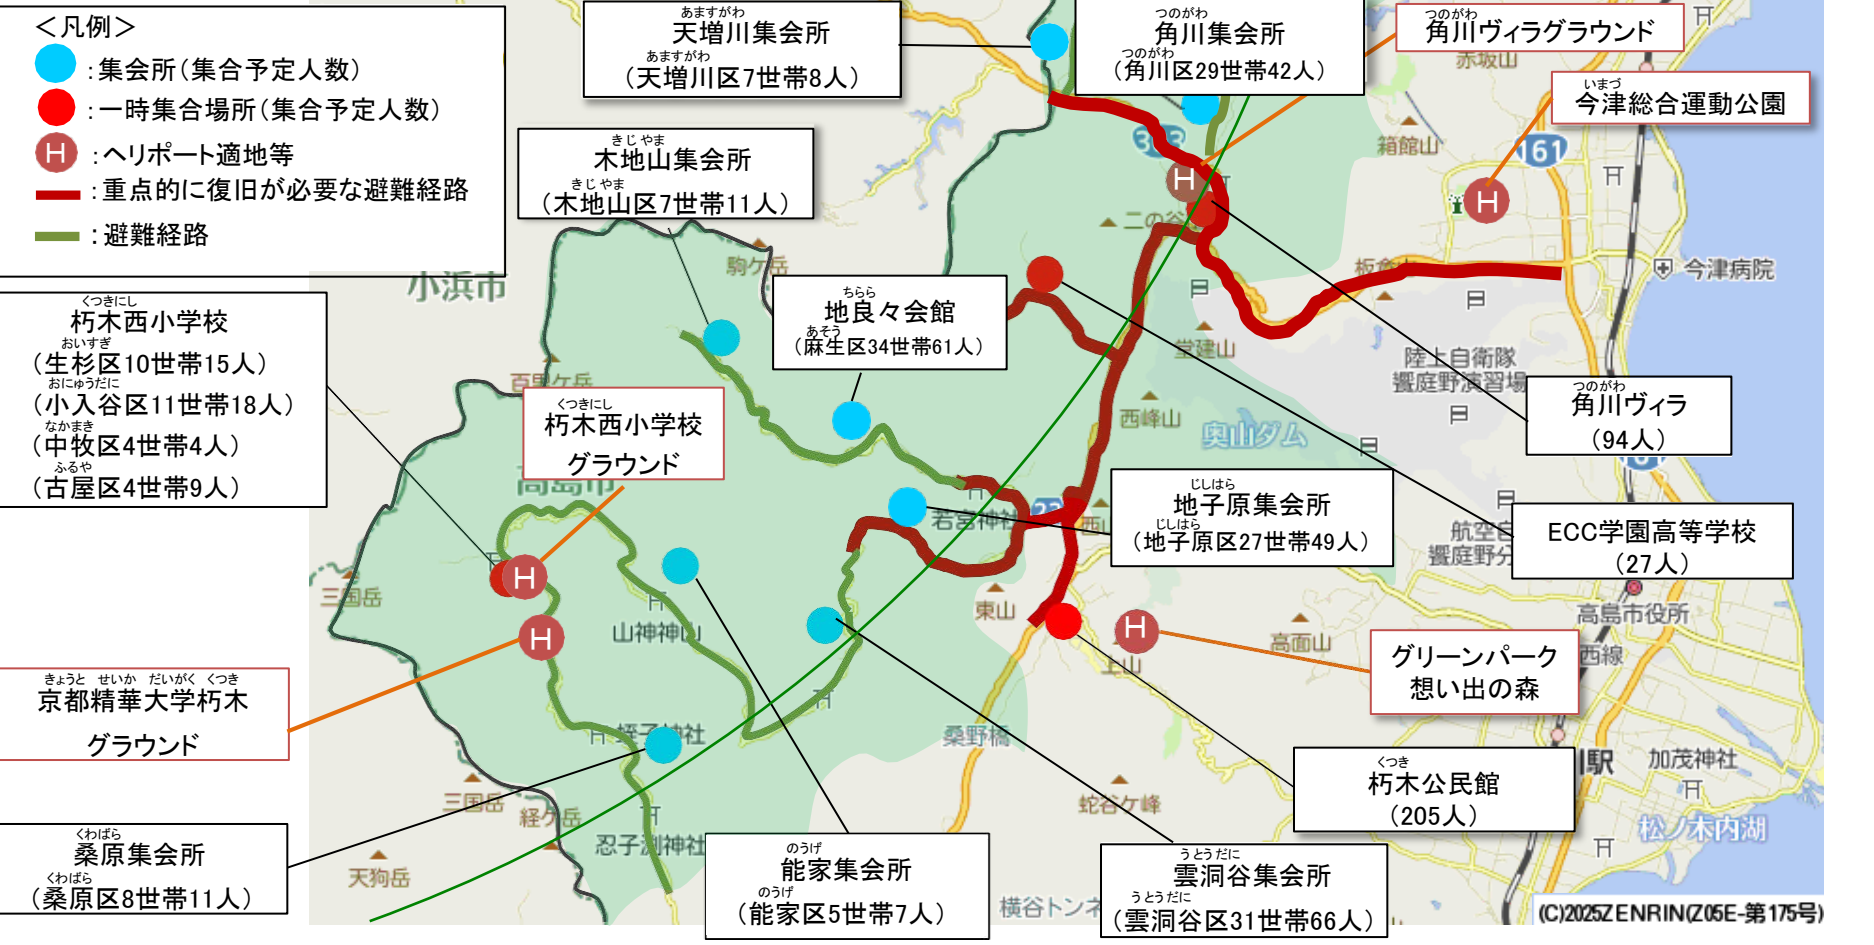 ＜凡例＞
：集会所（集合予定人数）
：一時集合場所（集合予定人数）
H：ヘリポート適地等
：重点的に復旧が必要な避難経路
：避難経路
あますがわ
天増川集会所
あますがわ
（天増川区7世帯8人）
つのがわ
角川集会所
つのがわ
（角川区29世帯42人）
つのがわ
角川ヴィラグラウンド
赤坂山
いまづ
今津総合運動公園
きじやま
木地山集会所
きじやま
（木地山区7世帯11人）
箱館山
161
H
H
二の谷
駒ケ岳
小浜市
今津病院
くつきにし
朽木西小学校
おいすぎ
（生杉区10世帯15人）
おにゅうだに
（小入谷区11世帯18人）
なかまき
（中牧区4世帯4人）
ふるや
（古屋区4世帯9人）
ちらら
地良々会館
あそう
（麻生区34世帯61人）
堂建山
陸上自衛隊
饗庭野演習場
百里ケ岳
くつきにし
朽木西小学校
グラウンド
西峰山
奥山ダム
つのがわ
角川ヴィラ
（94人）
高島市
じしはら
地子原集会所
じしはら
（地子原区27世帯49人）
若宮神社
ECC学園高等学校
（27人）
H
三国岳
山神神山
東山
H
上山
高面山
高島市役所
H
西線
きょうと せいか だいがく くつき
京都精華大学朽木
グラウンド
グリーンパーク
想い出の森
桑野橋
くつき
朽木公民館
（205人）
駅
加茂神社
三国岳
経ケ岳
蛇谷ケ峰
松ノ木内湖
忍子渕神社
天狗岳
くわばら
桑原集会所
くわばら
（桑原区8世帯11人）
のうげ
能家集会所
のうげ
（能家区5世帯7人）
うとうだに
雲洞谷集会所
うとうだに
（雲洞谷区31世帯66人）
横谷トンネ
(C)2025ZENRIN(Z05E-第175号)